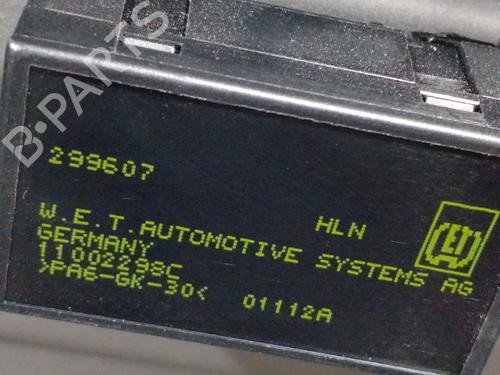 B-PARTS
299607
HLN
W.E.T.AUTOMOTIVE SYSTEMS AG
GERMANY
11002298C
>PA6-GK-30< 01112A